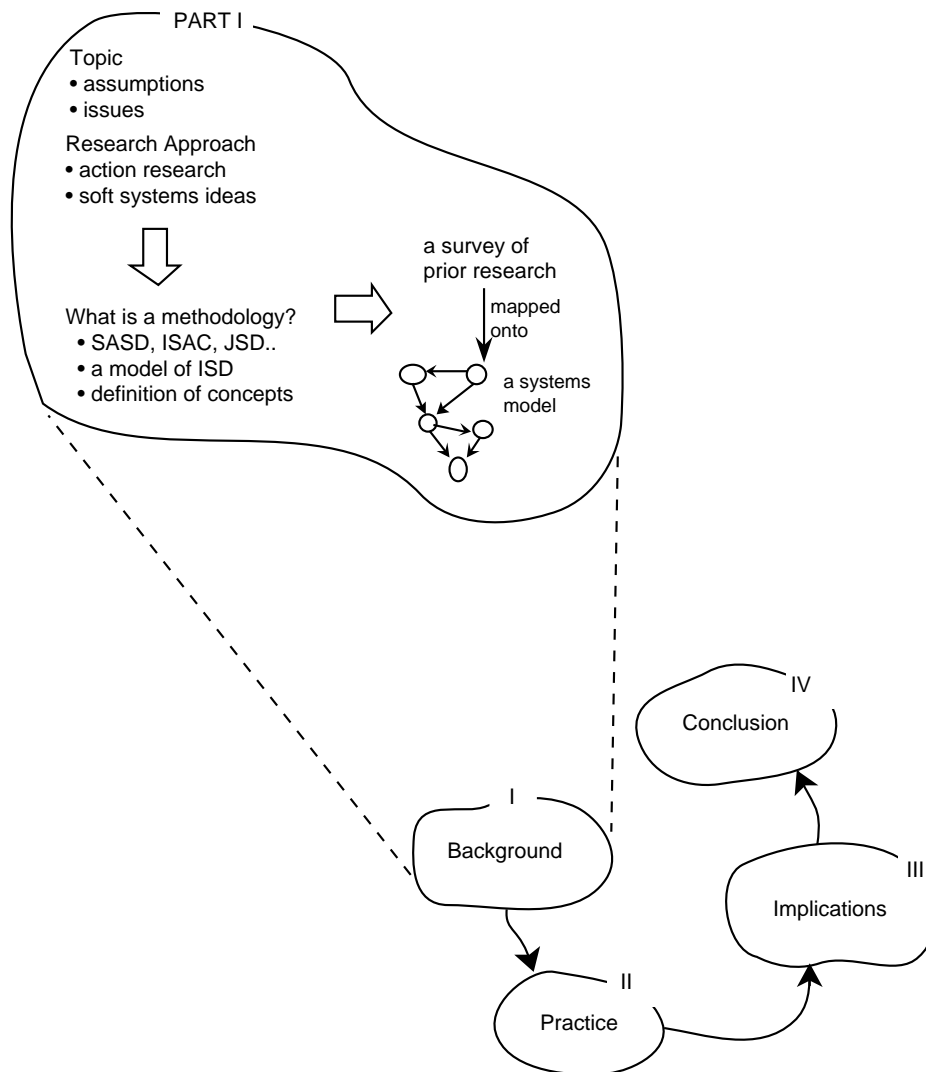 PART I
Topic
• assumptions
• issues
Research Approach
• action research
• soft systems ideas
What is a methodology?
• SASD, ISAC, JSD..
• a model of ISD
• definition of concepts
a survey of
prior research
mapped
onto
a systems
model
IV
Conclusion
I
Background
III
Implications
II
Practice